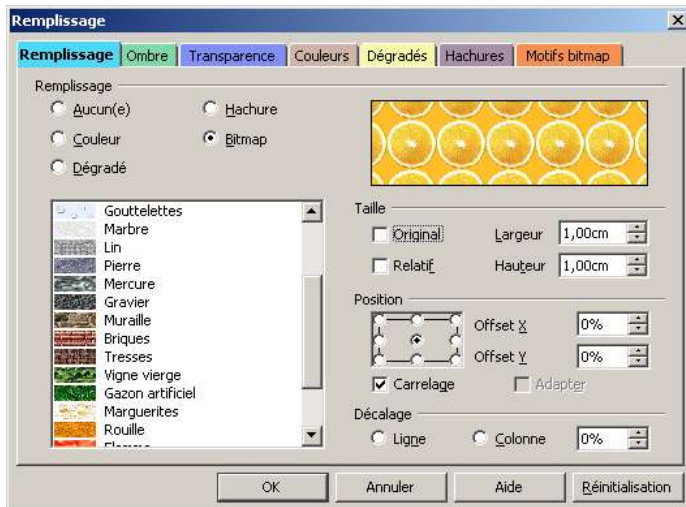 Remplissage
Remplissage Ombre Transparence Couleurs Dégradés Hachures Motifs bitmap
Remplissage
Aucun(e) Hachure
Couleur Bitmap
Dégradé
Gouttelettes
Marbre
Lin
Pierre
Mercure
Gravier
Muraille
Briques
Tresses
Vigne vierge
Gazon artificiel
Marguerites
Rouille
Taille
Original Largeur 1,00cm
Relatif Hauteur 1,00cm
Position
Offset X 0%
Offset Y 0%
Carrelage Adapter
Décalage
Ligne Colonne 0%
OK Annuler Aide Réinitialisation